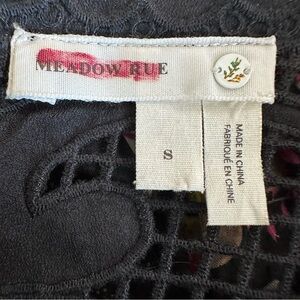 MEADOW RUE
S
MADE IN CHINA
FABRIQUÉ EN CHINE